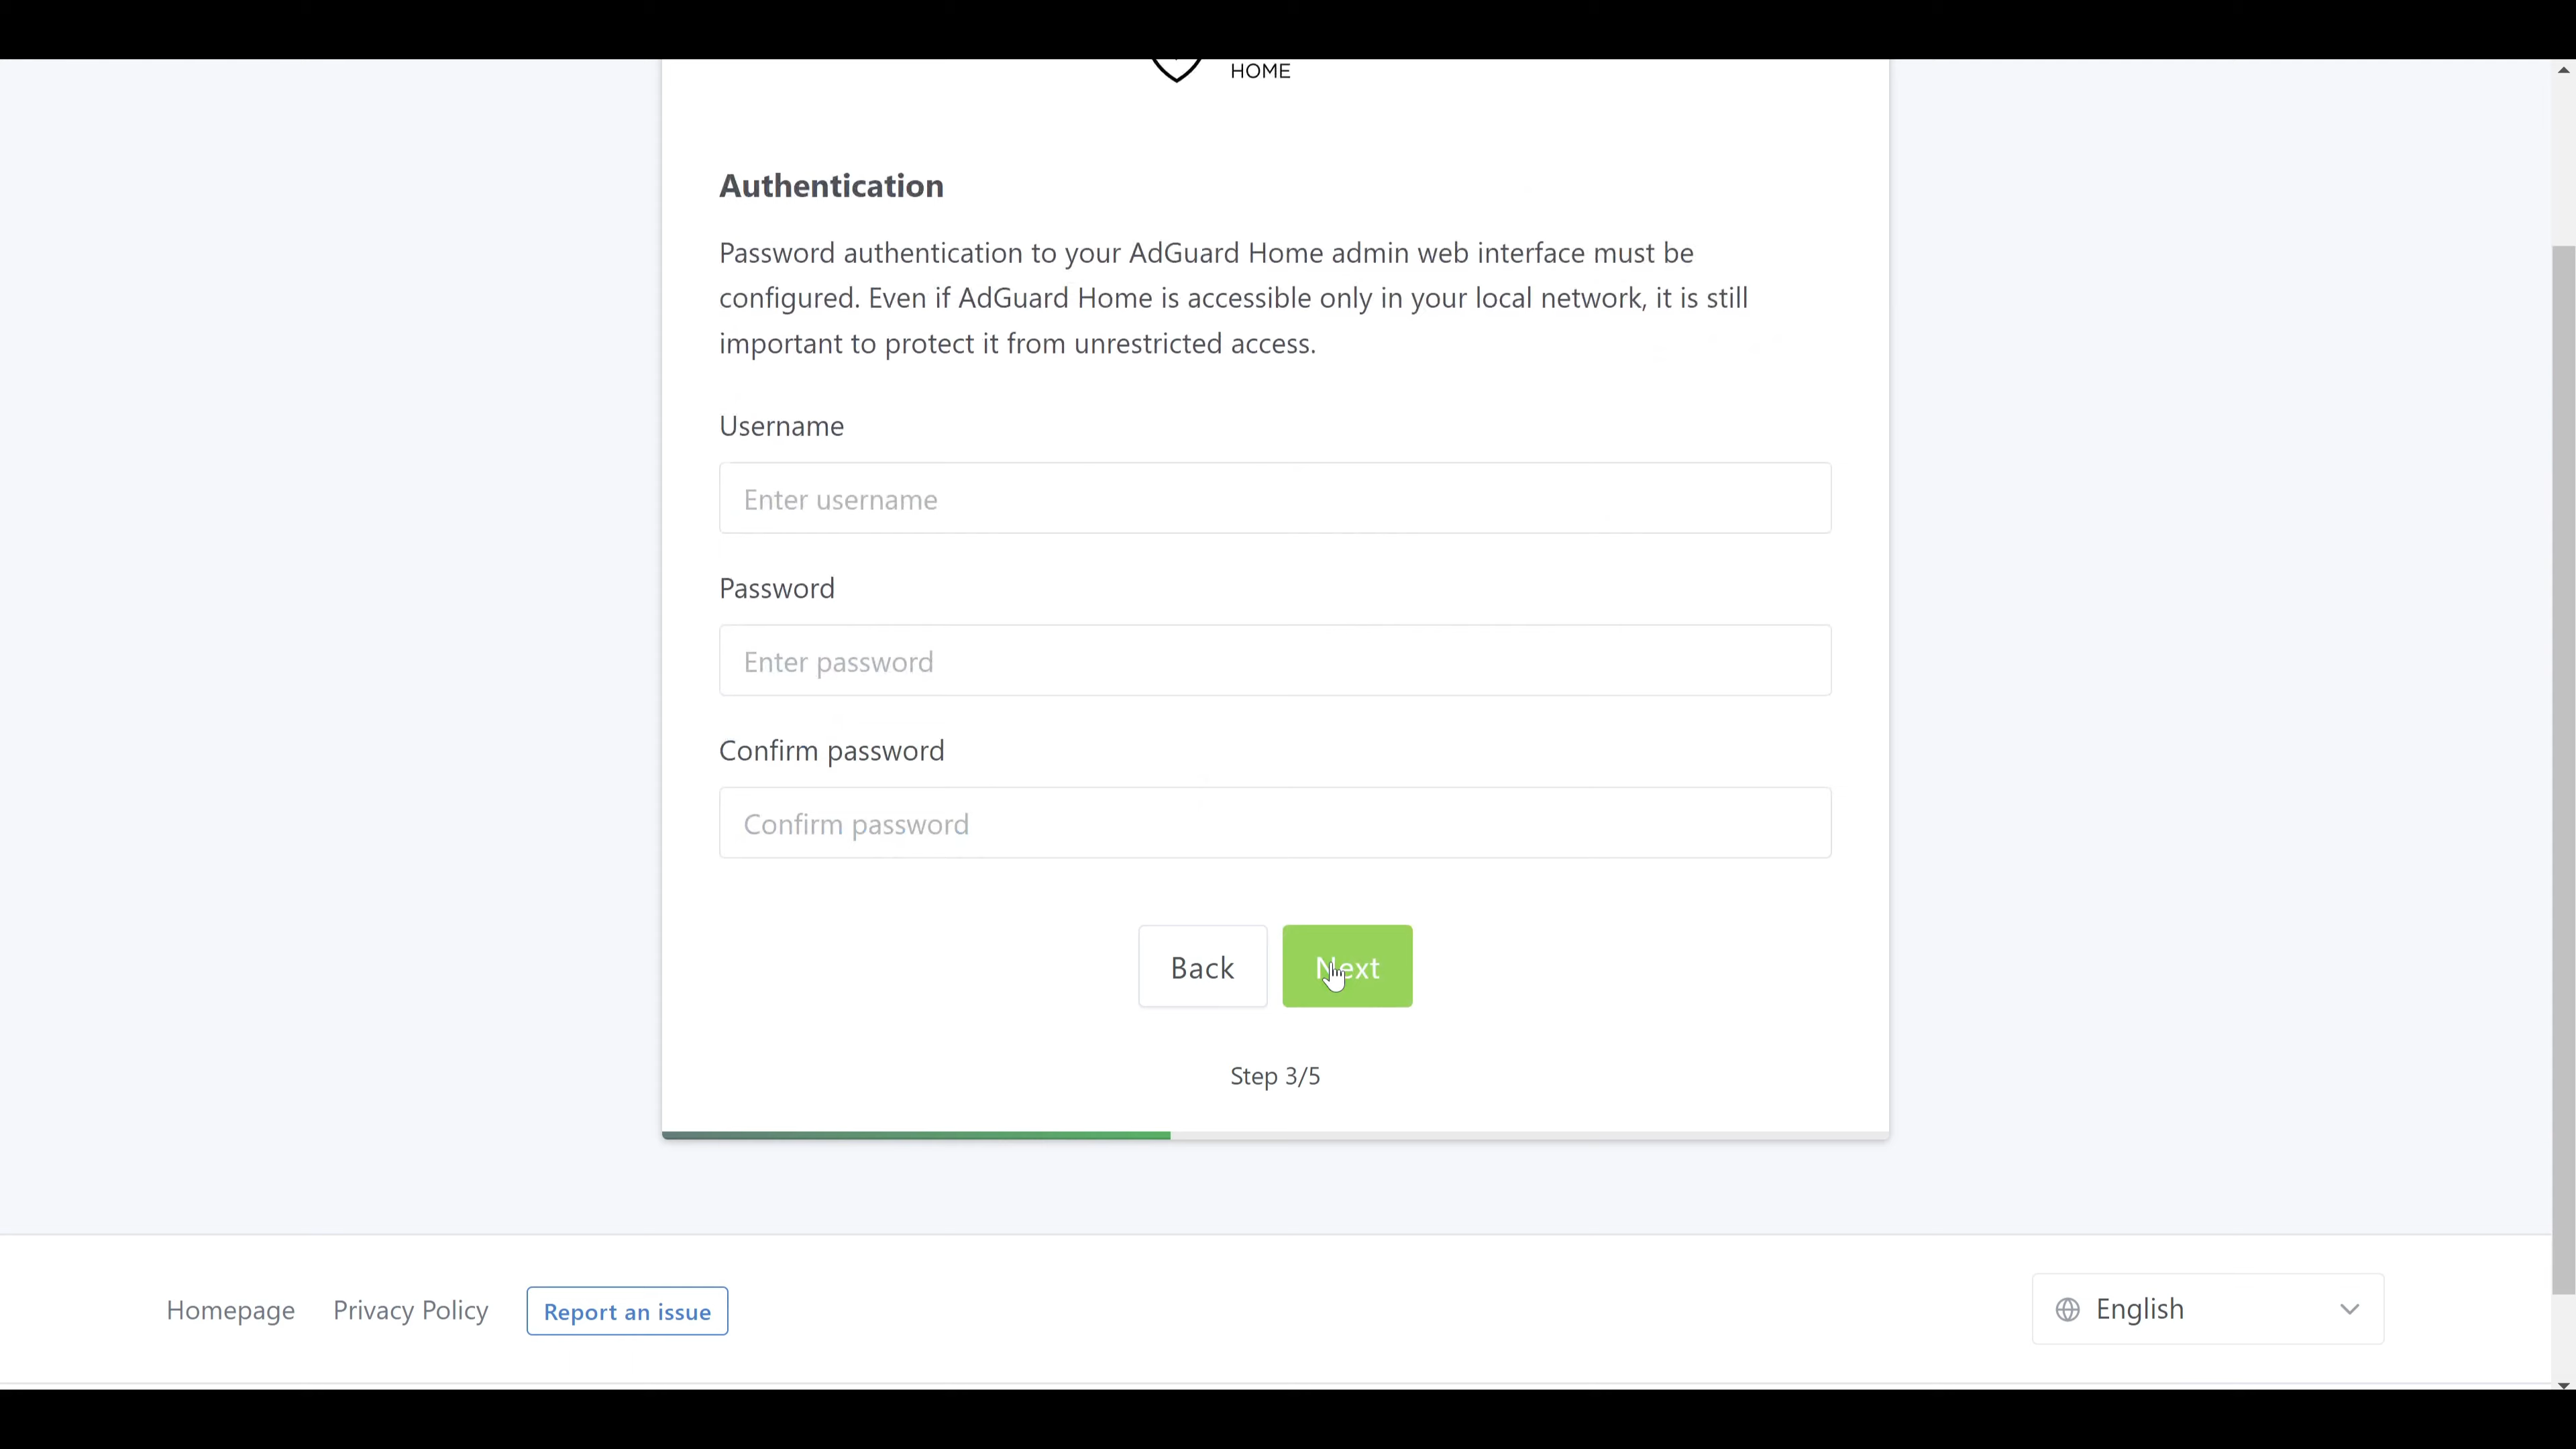 HOME
Authentication
Password authentication to your AdGuard Home admin web interface must be
configured. Even if AdGuard Home is accessible only in your local network, it is still
important to protect it from unrestricted access.
Username
Enter username
Password
Enter password
Confirm password
Confirm password
Back Next
Step 3/5
Homepage Privacy Policy Report an issue English